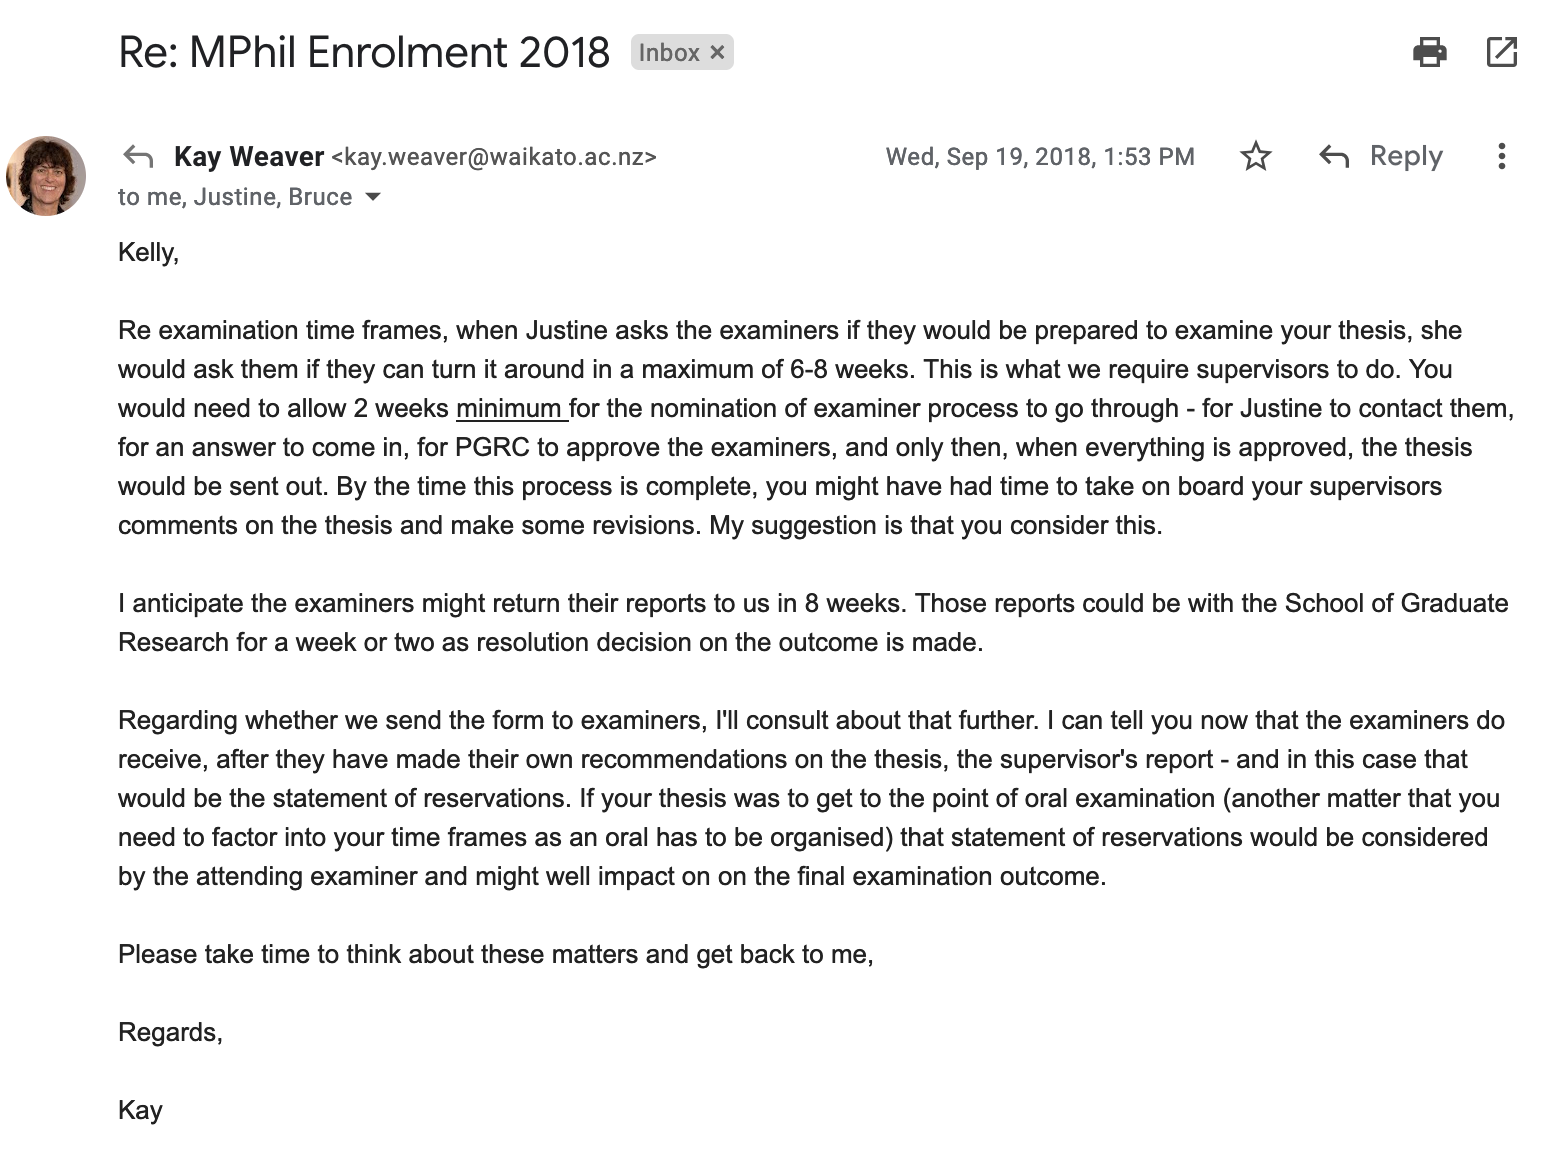 Re: MPhil Enrolment 2018 Inbox ×
Kay Weaver <kay.weaver@waikato.ac.nz> Wed, Sep 19, 2018, 1:53 PM Reply
to me, Justine, Bruce
Kelly,
Re examination time frames, when Justine asks the examiners if they would be prepared to examine your thesis, she
would ask them if they can turn it around in a maximum of 6-8 weeks. This is what we require supervisors to do. You
would need to allow 2 weeks minimum for the nomination of examiner process to go through - for Justine to contact them,
for an answer to come in, for PGRC to approve the examiners, and only then, when everything is approved, the thesis
would be sent out. By the time this process is complete, you might have had time to take on board your supervisors
comments on the thesis and make some revisions. My suggestion is that you consider this.
I anticipate the examiners might return their reports to us in 8 weeks. Those reports could be with the School of Graduate
Research for a week or two as resolution decision on the outcome is made.
Regarding whether we send the form to examiners, I'll consult about that further. I can tell you now that the examiners do
receive, after they have made their own recommendations on the thesis, the supervisor's report - and in this case that
would be the statement of reservations. If your thesis was to get to the point of oral examination (another matter that you
need to factor into your time frames as an oral has to be organised) that statement of reservations would be considered
by the attending examiner and might well impact on on the final examination outcome.
Please take time to think about these matters and get back to me,
Regards,
Kay